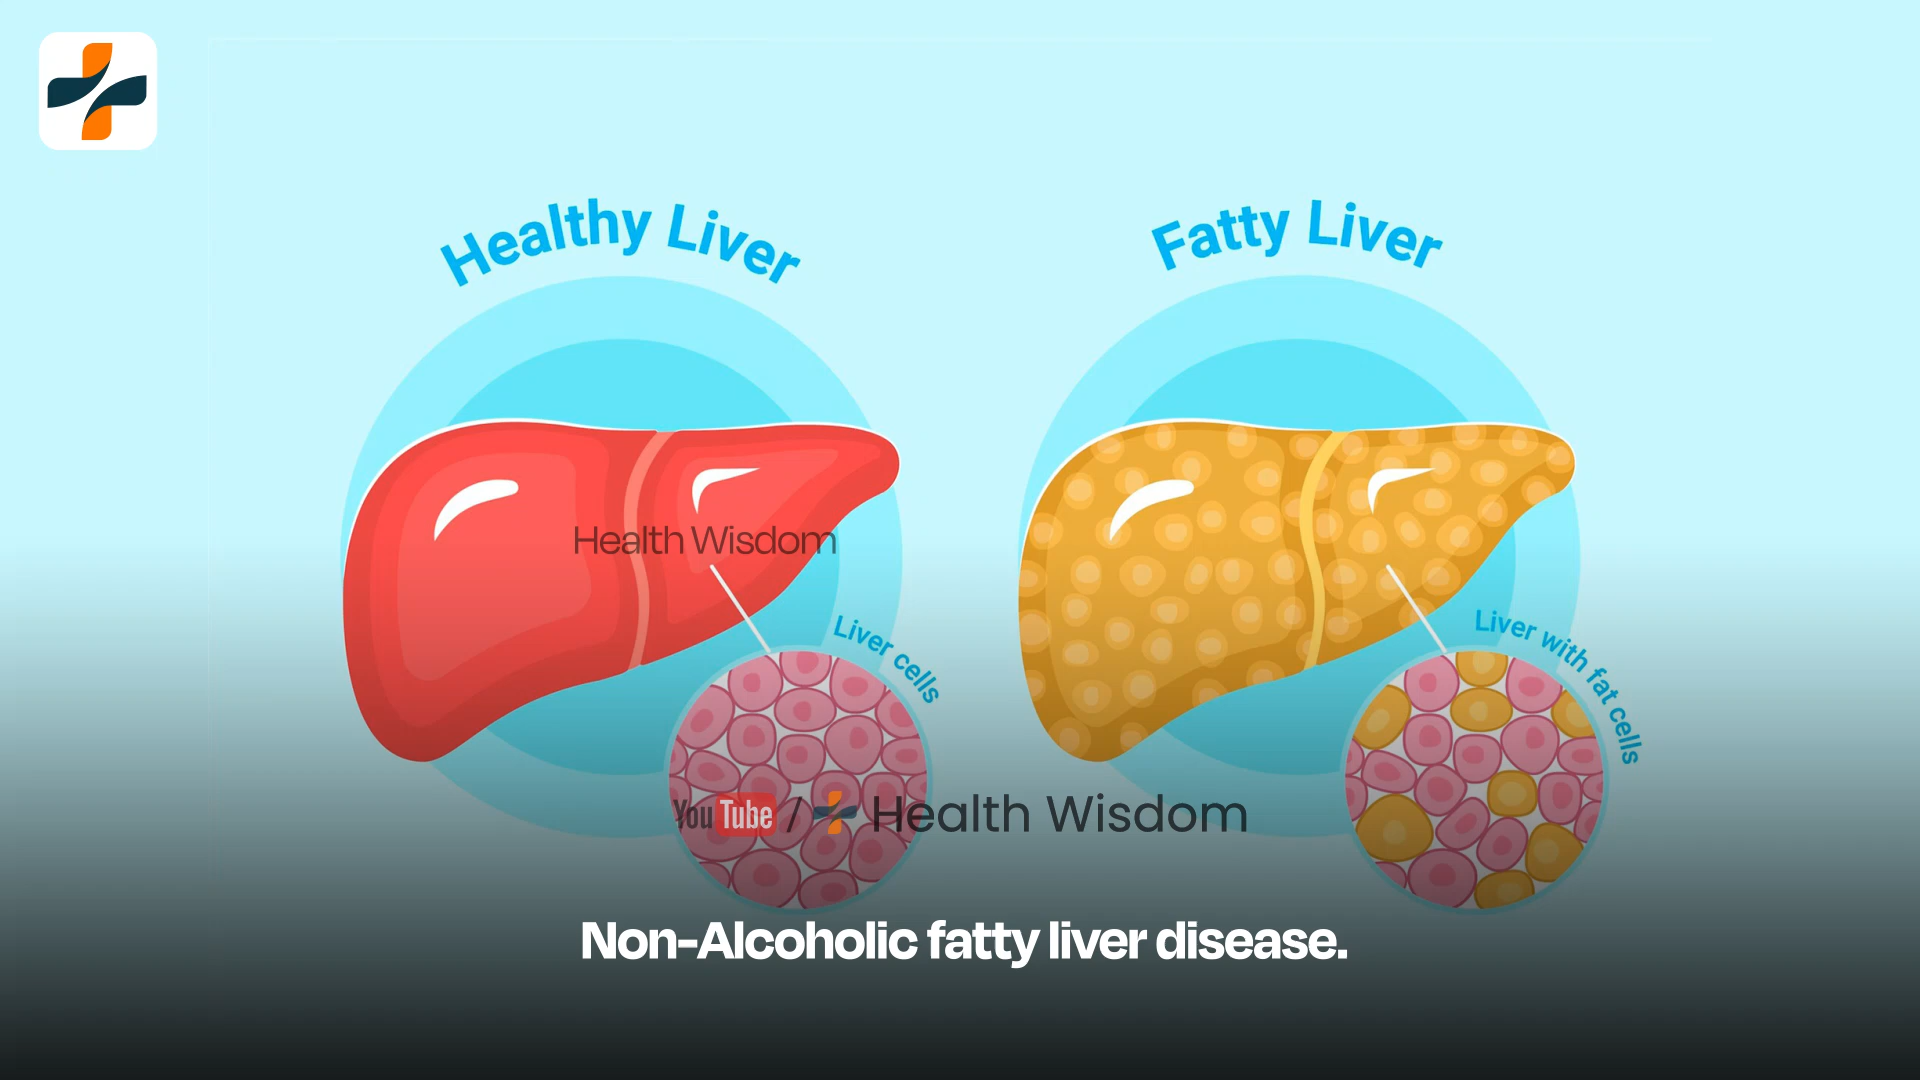 Healthy Liver
Fatty Liver
Health Wisdom
Liver cells
Liver with fat cells
YouTube / Health Wisdom
Non-Alcoholic fatty liver disease.